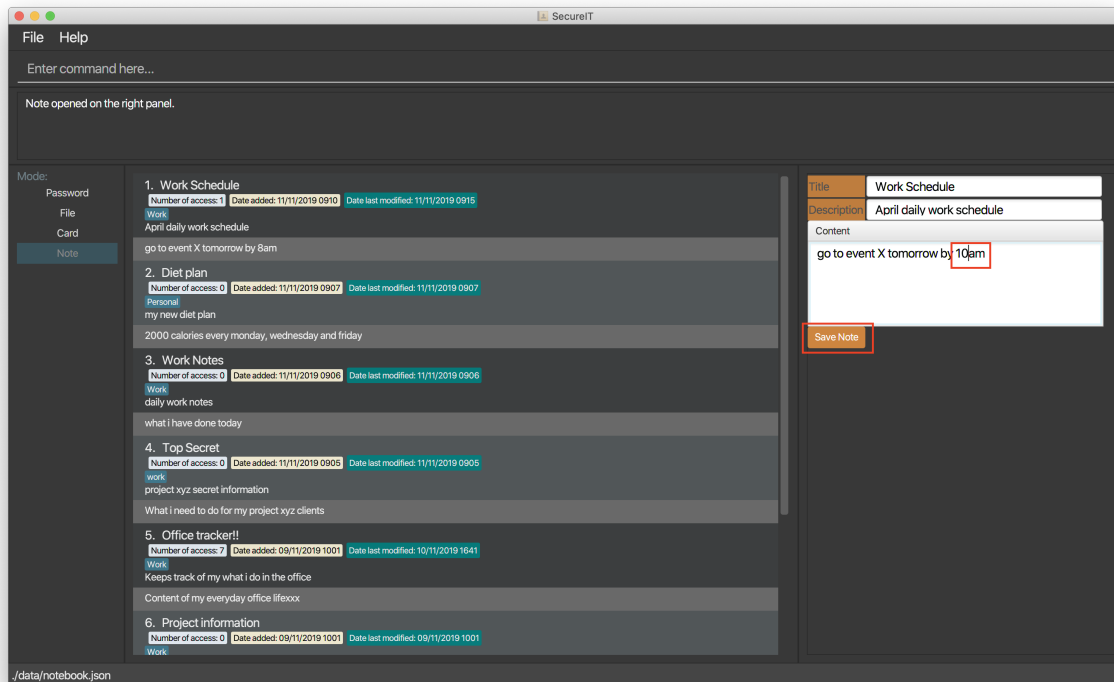 SecureIT
File Help
Enter command here...
Note opened on the right panel.
Mode:
Password
File
Card
Note
1. Work Schedule
Number of access: 1 Date added: 11/11/2019 0910 Date last modified: 11/11/2019 0915
Work
April daily work schedule
go to event X tomorrow by 8am
2. Diet plan
Number of access: 0 Date added: 11/11/2019 0907 Date last modified: 11/11/2019 0907
Personal
my new diet plan
2000 calories every monday, wednesday and friday
3. Work Notes
Number of access: 0 Date added: 11/11/2019 0906 Date last modified: 11/11/2019 0906
Work
daily work notes
what i have done today
4. Top Secret
Number of access: 0 Date added: 11/11/2019 0905 Date last modified: 11/11/2019 0905
work
project xyz secret information
What i need to do for my project xyz clients
5. Office tracker!!
Number of access: 7 Date added: 09/11/2019 1001 Date last modified: 10/11/2019 1641
Work
Keeps track of my what i do in the office
Content of my everyday office lifexxx
6. Project information
Number of access: 0 Date added: 09/11/2019 1001 Date last modified: 09/11/2019 1001
Work
Title Work Schedule
Description April daily work schedule
Content
go to event X tomorrow by 10am
Save Note
./data/notebook.json